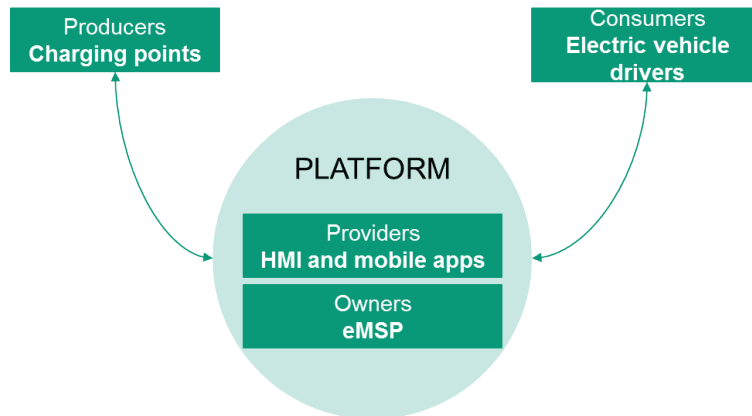 Producers
Charging points
Consumers
Electric vehicle
drivers
PLATFORM
Providers
HMI and mobile apps
Owners
eMSP